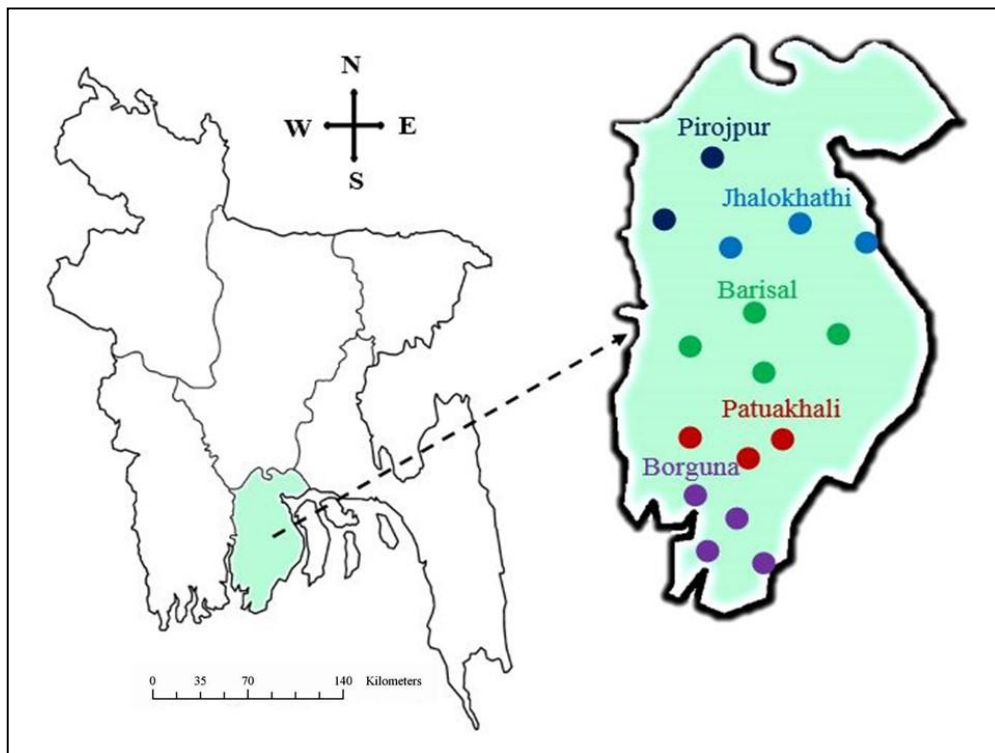 N
W E
S
Pirojpur
Jhalokhathi
Barisal
Patuakhali
Borguna
0 35 70 140 Kilometers